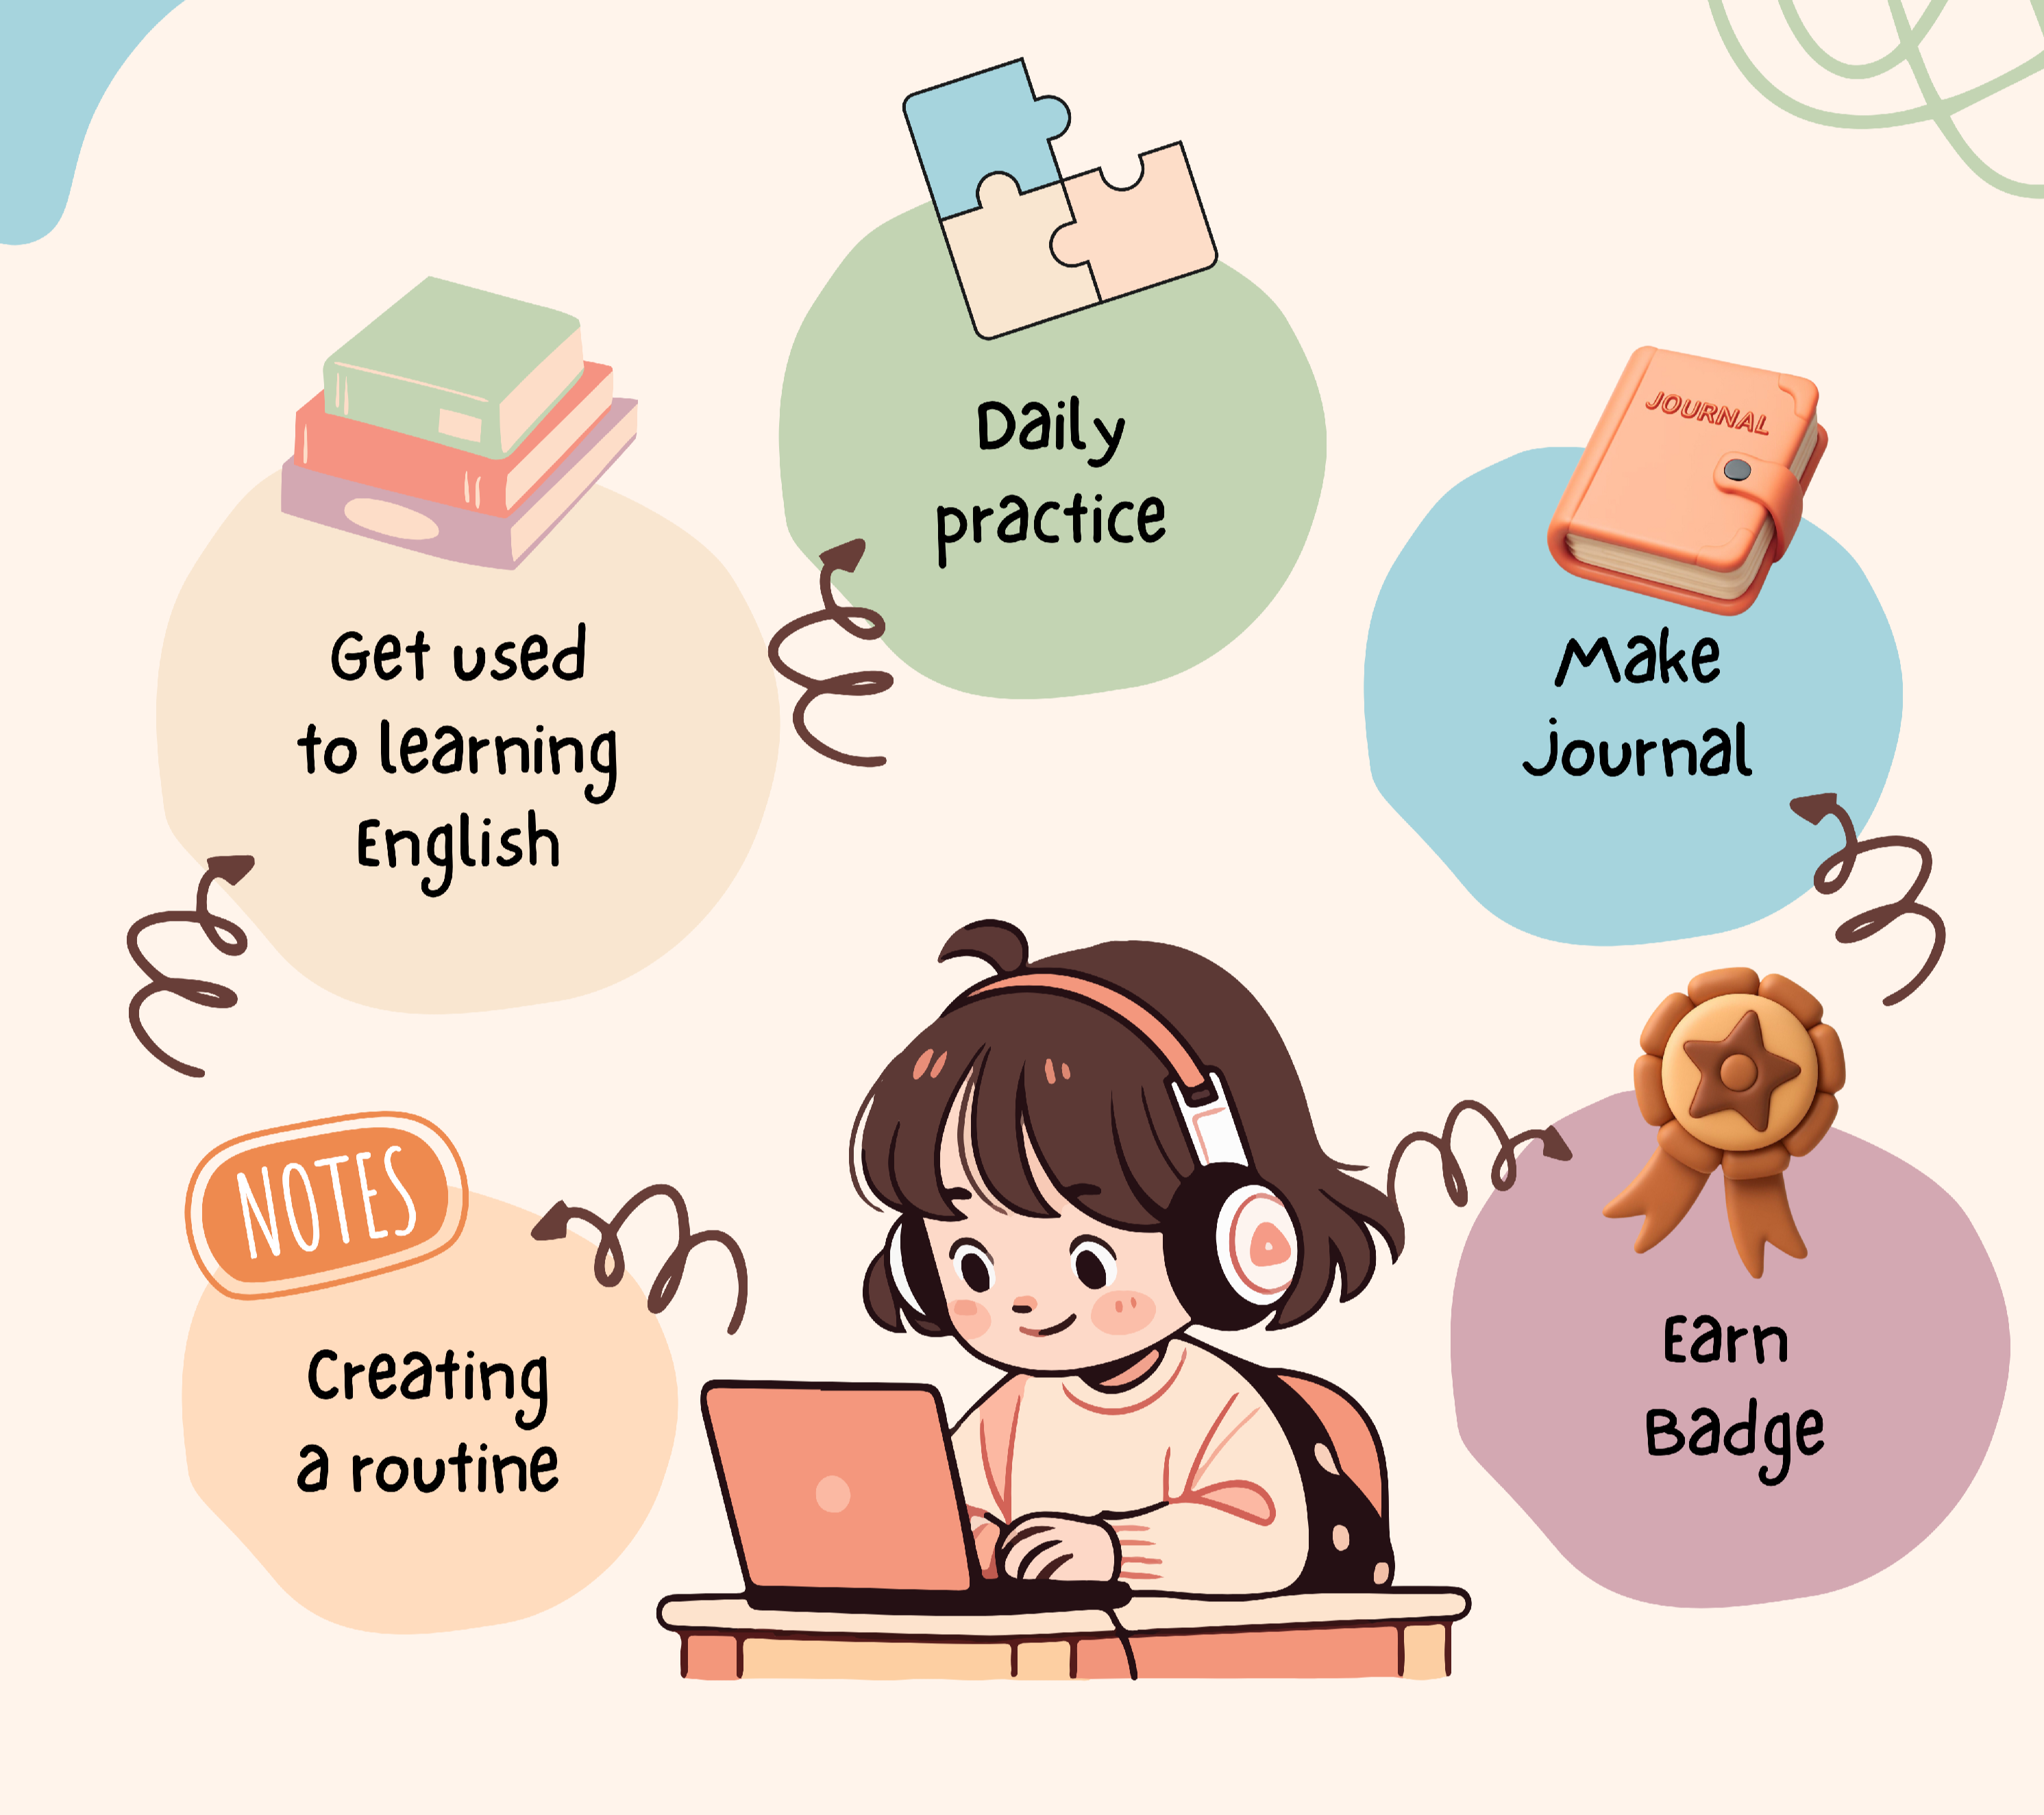 Daily
practice
JOURNAL
Get used
to learning
English
Make
journal
NOTES
Creating
a routine
Earn
Badge